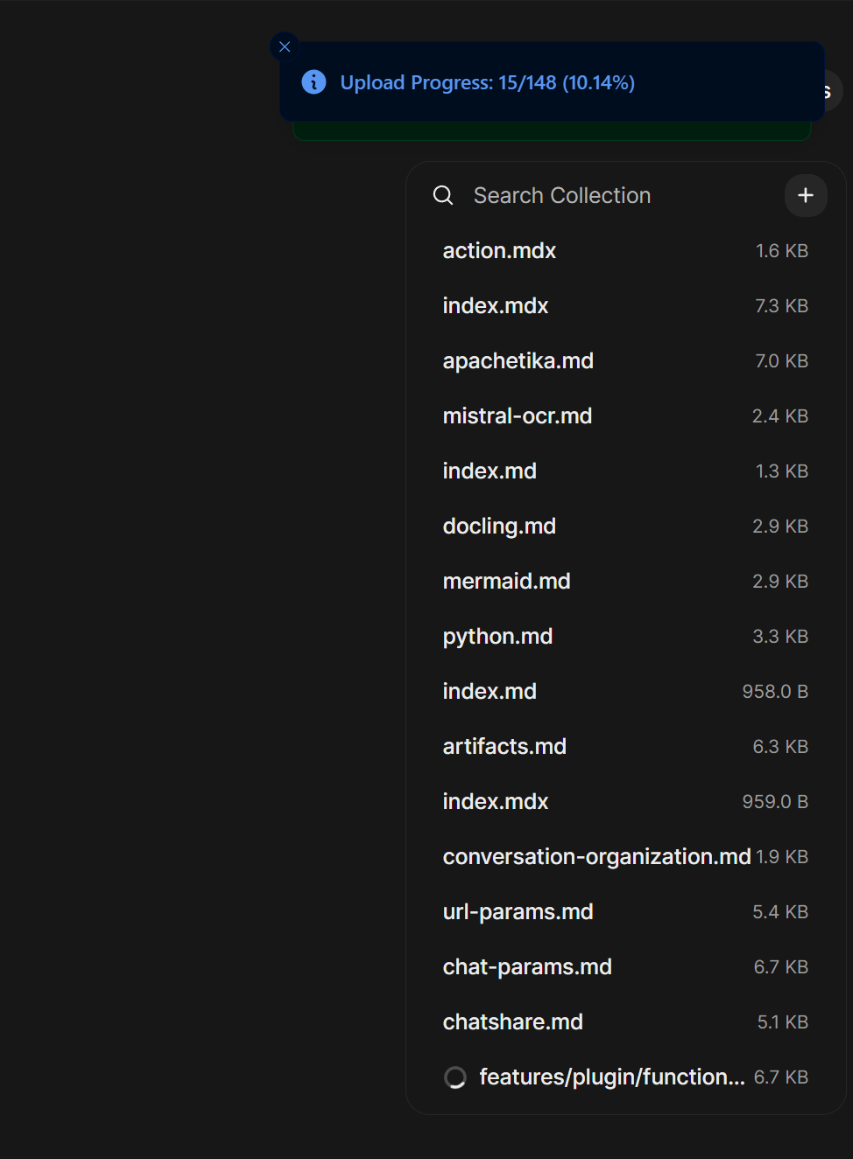 Upload Progress: 15/148 (10.14%)
s
Search Collection
action.mdx 1.6 KB
index.mdx 7.3 KB
apachetika.md 7.0 KB
mistral-ocr.md 2.4 KB
index.md 1.3 KB
docling.md 2.9 KB
mermaid.md 2.9 KB
python.md 3.3 KB
index.md 958.0 B
artifacts.md 6.3 KB
index.mdx 959.0 B
conversation-organization.md 1.9 KB
url-params.md 5.4 KB
chat-params.md 6.7 KB
chatshare.md 5.1 KB
features/plugin/function... 6.7 KB